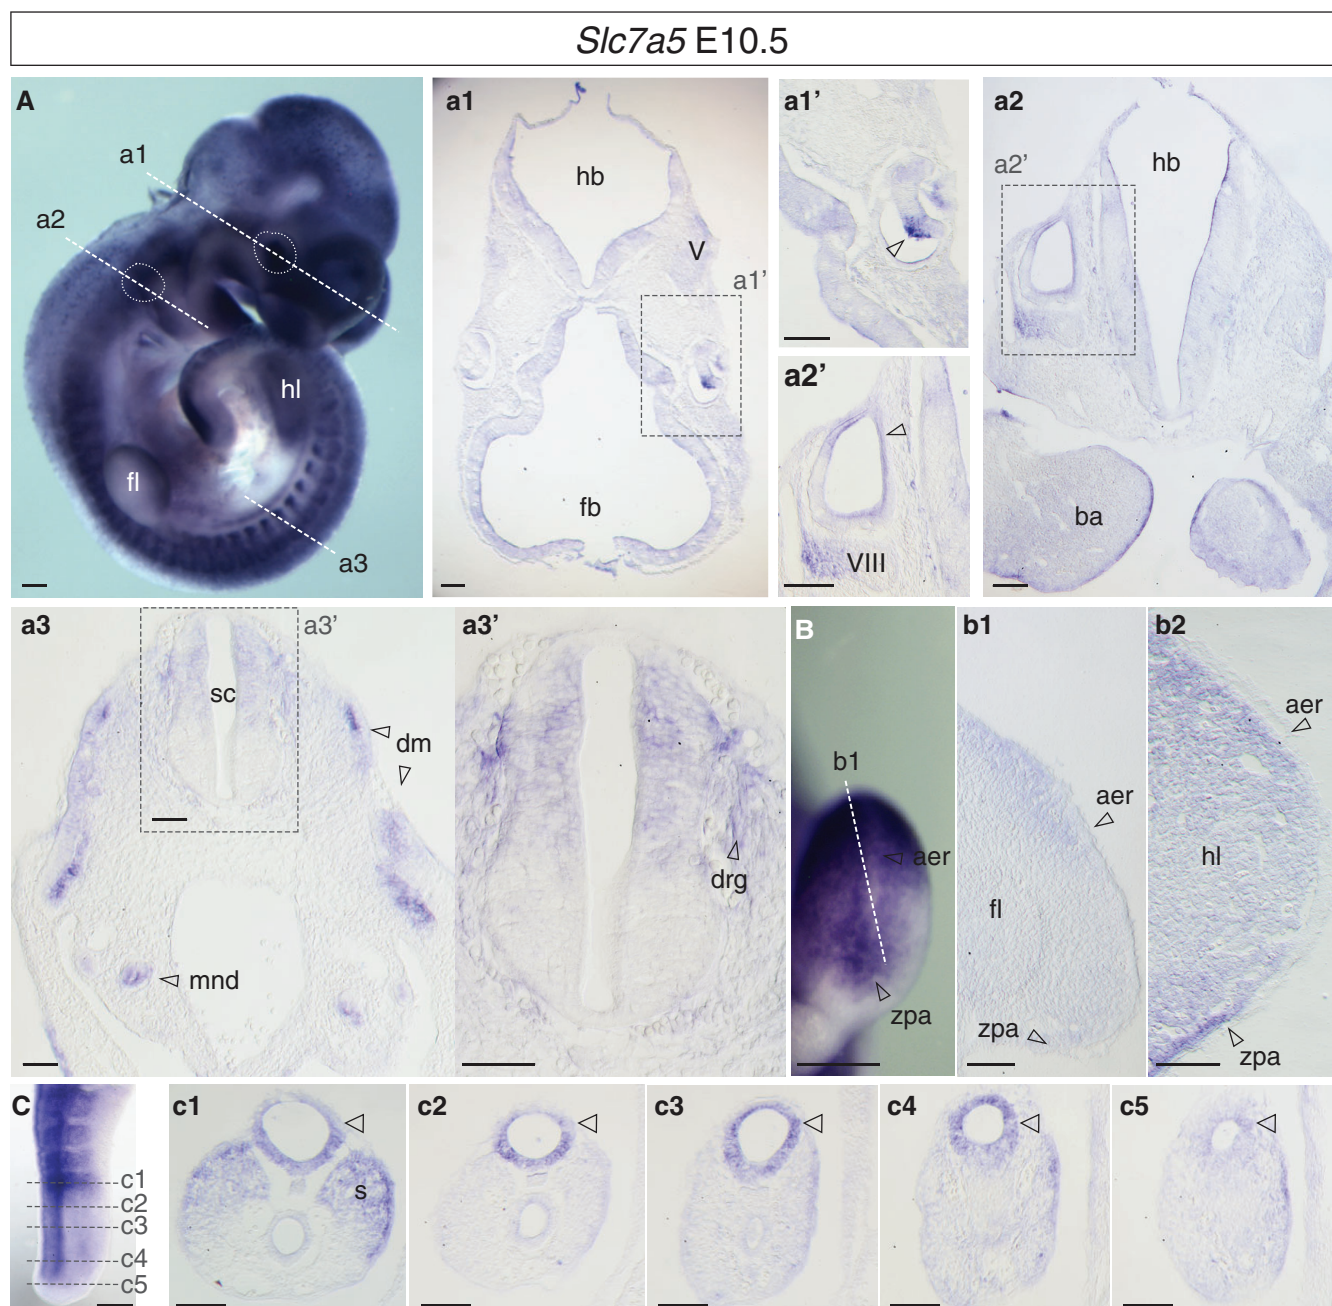 Slc7a5 E10.5
A
a1
a2
hl
fl
a3
a1
hb
V
a1’
fb
a1’
a2’
VIII
a2
a2’
hb
ba
a3
a3’
sc
dm
mnd
a3’
drg
B
b1
aer
zpa
b1
aer
fl
zpa
b2
aer
hl
zpa
C
c1
c2
c3
c4
c5
c1
s
c2
c3
c4
c5